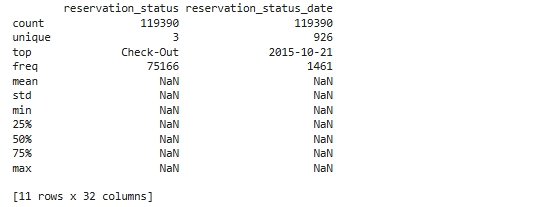 reservation_status reservation_status_date
count 119390 119390
unique 3 926
top Check-Out 2015-10-21
freq 75166 1461
mean NaN NaN
std NaN NaN
min NaN NaN
25% NaN NaN
50% NaN NaN
75% NaN NaN
max NaN NaN
[11 rows x 32 columns]